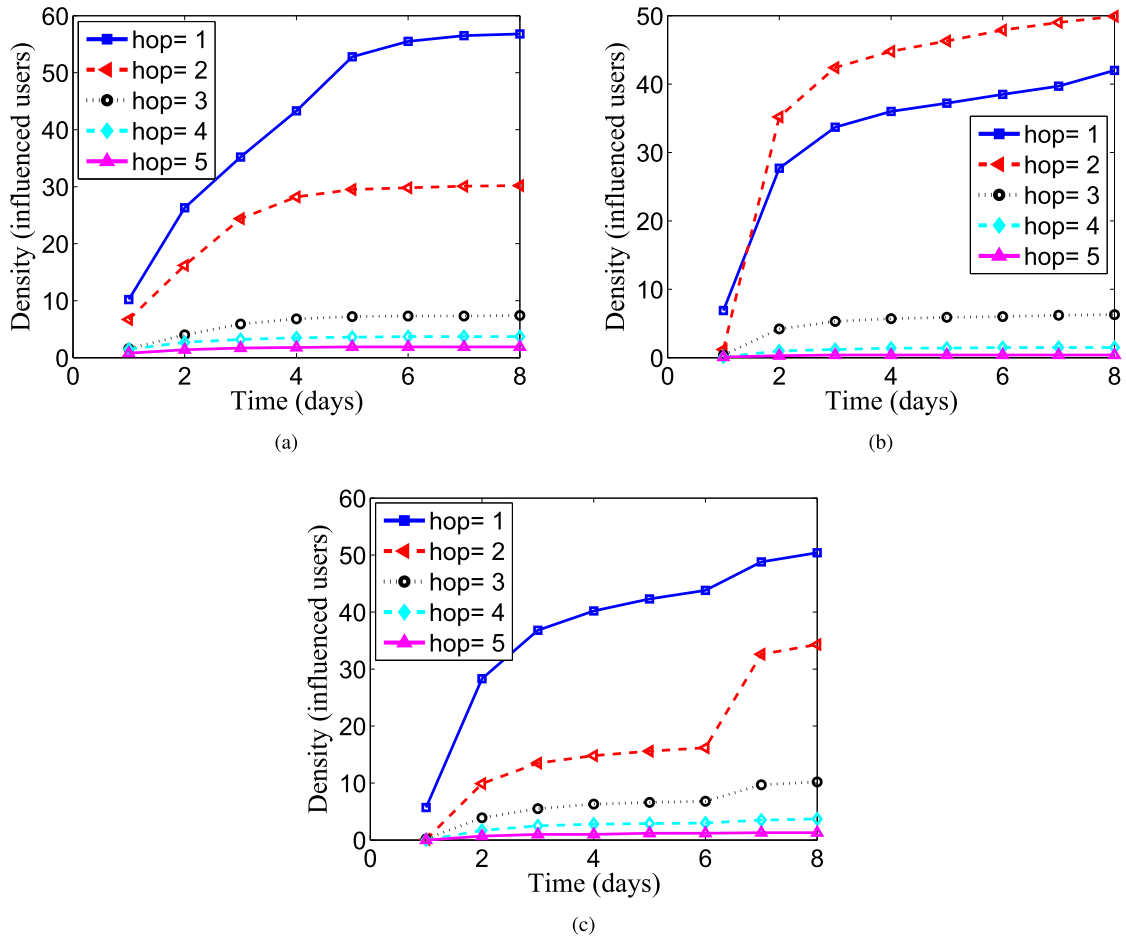 60
50
40
30
20
10
0
0 2 4 6 8
Density (influenced users)
Time (days)
hop= 1
hop= 2
hop= 3
hop= 4
hop= 5
(a)
50
40
30
20
10
0
0 2 4 6 8
Density (influenced users)
Time (days)
hop= 1
hop= 2
hop= 3
hop= 4
hop= 5
(b)
60
50
40
30
20
10
0
0 2 4 6 8
Density (influenced users)
Time (days)
hop= 1
hop= 2
hop= 3
hop= 4
hop= 5
(c)